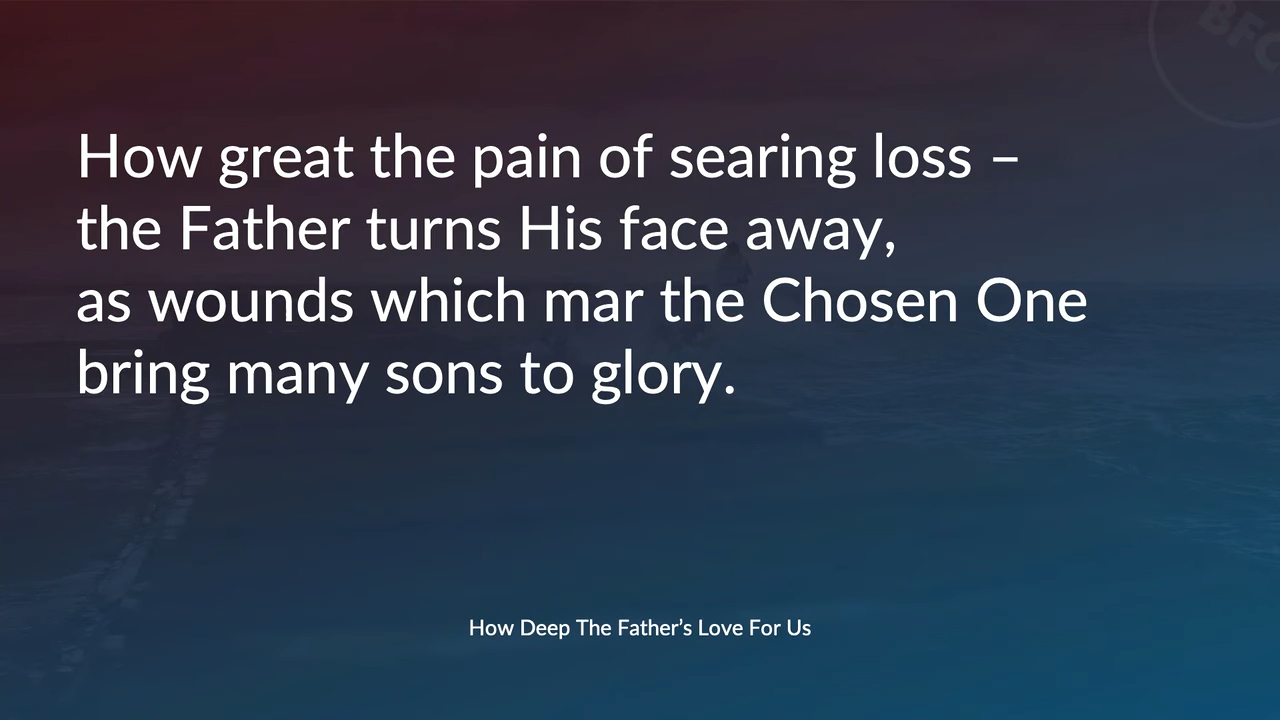 BFC
How great the pain of searing loss –
the Father turns His face away,
as wounds which mar the Chosen One
bring many sons to glory.
How Deep The Father’s Love For Us